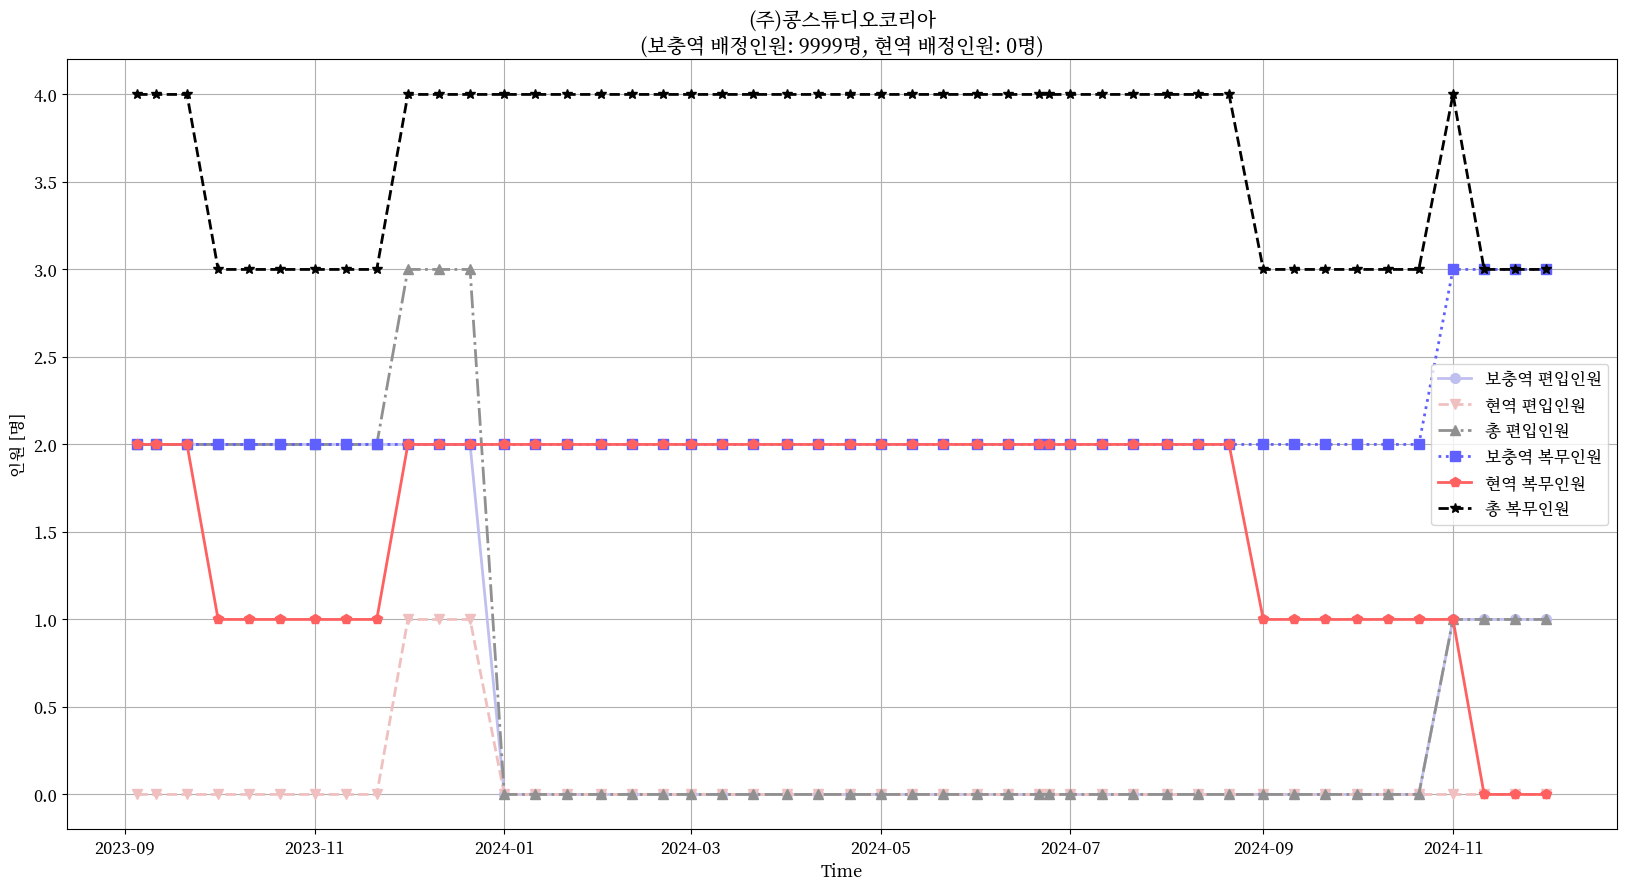 (주)콩스튜디오코리아
(보충역 배정인원: 9999명, 현역 배정인원: 0명)
인원 [명]
4.0
3.5
3.0
2.5
2.0
1.5
1.0
0.5
0.0
보충역 편입인원
현역 편입인원
총 편입인원
보충역 복무인원
현역 복무인원
총 복무인원
2023-09
2023-11
2024-01
2024-03
2024-05
2024-07
2024-09
2024-11
Time